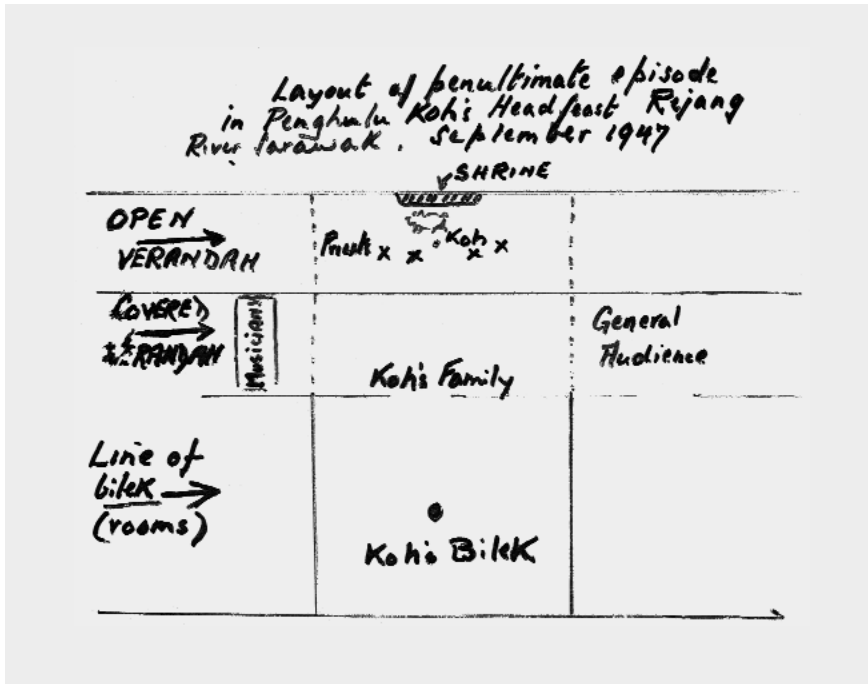 Layout of penultimate episode
in Penghulu Koh's Headfeast Rejang
River Sarawak. September 1947
SHRINE
OPEN
VERANDAH
Priests x x Koh x x
COVERED
VERANDAH
Musicians
General
Audience
Koh's Family
Line of
bilek
(rooms)
Koh's Bilek